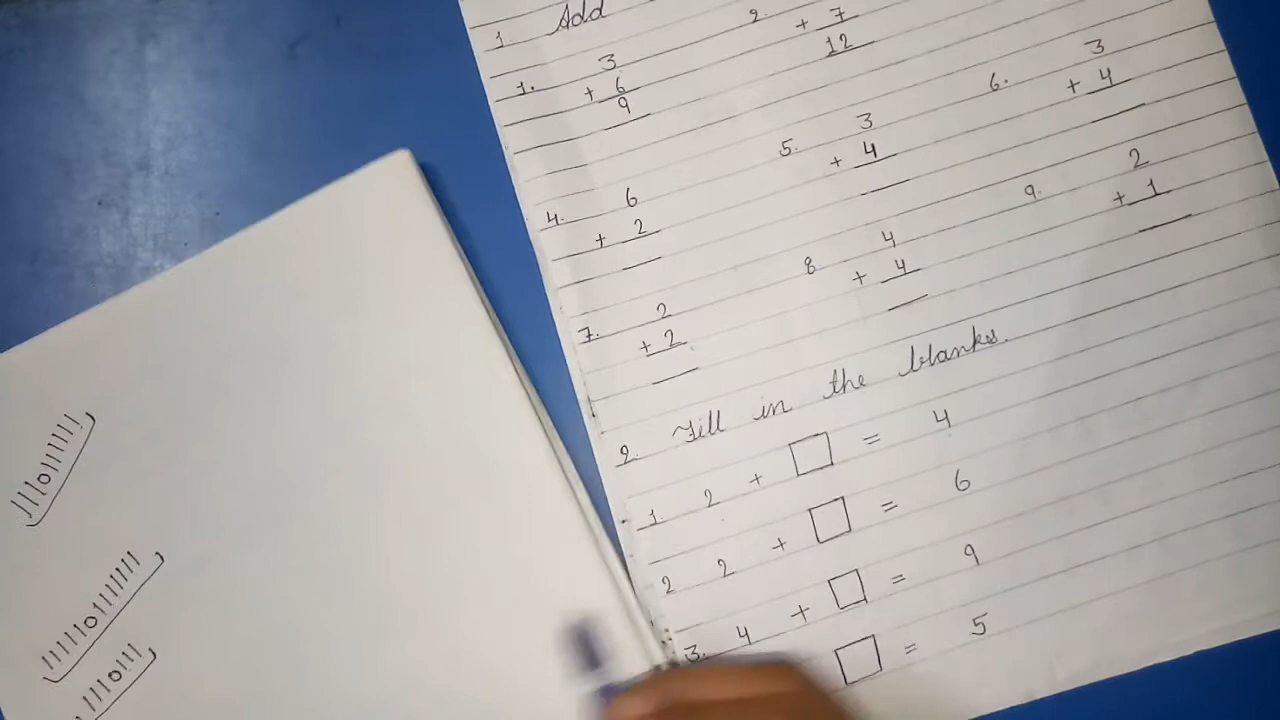 1. Add
1. 3 + 6 9
2. + 7 12
4. 6 + 2
5. 3 + 4
6. 3 + 4
7. 2 + 2
8 4 + 4
9. 2 + 1
2. Fill in the blanks.
1. 2 + □ = 4
2 2 + □ = 6
3. 4 + □ = 9
□ = 5